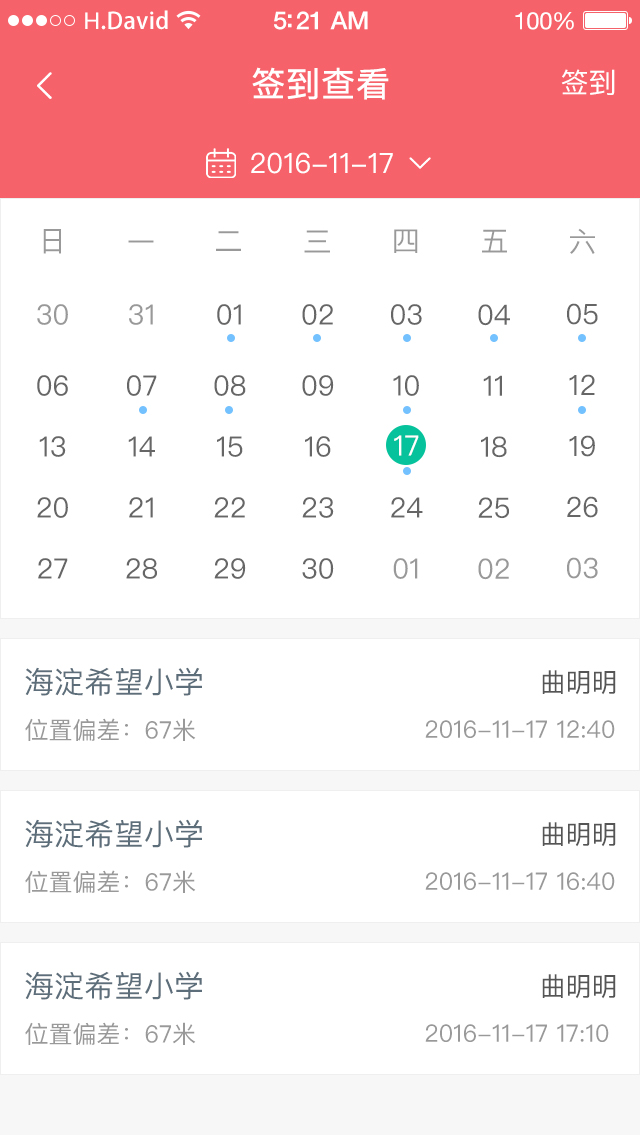 H.David 5:21 AM 100%
签到查看 签到
2016-11-17
日 一 二 三 四 五 六
30 31 01 02 03 04 05
06 07 08 09 10 11 12
13 14 15 16 17 18 19
20 21 22 23 24 25 26
27 28 29 30 01 02 03
海淀希望小学 曲明明
位置偏差：67米 2016-11-17 12:40
海淀希望小学 曲明明
位置偏差：67米 2016-11-17 16:40
海淀希望小学 曲明明
位置偏差：67米 2016-11-17 17:10